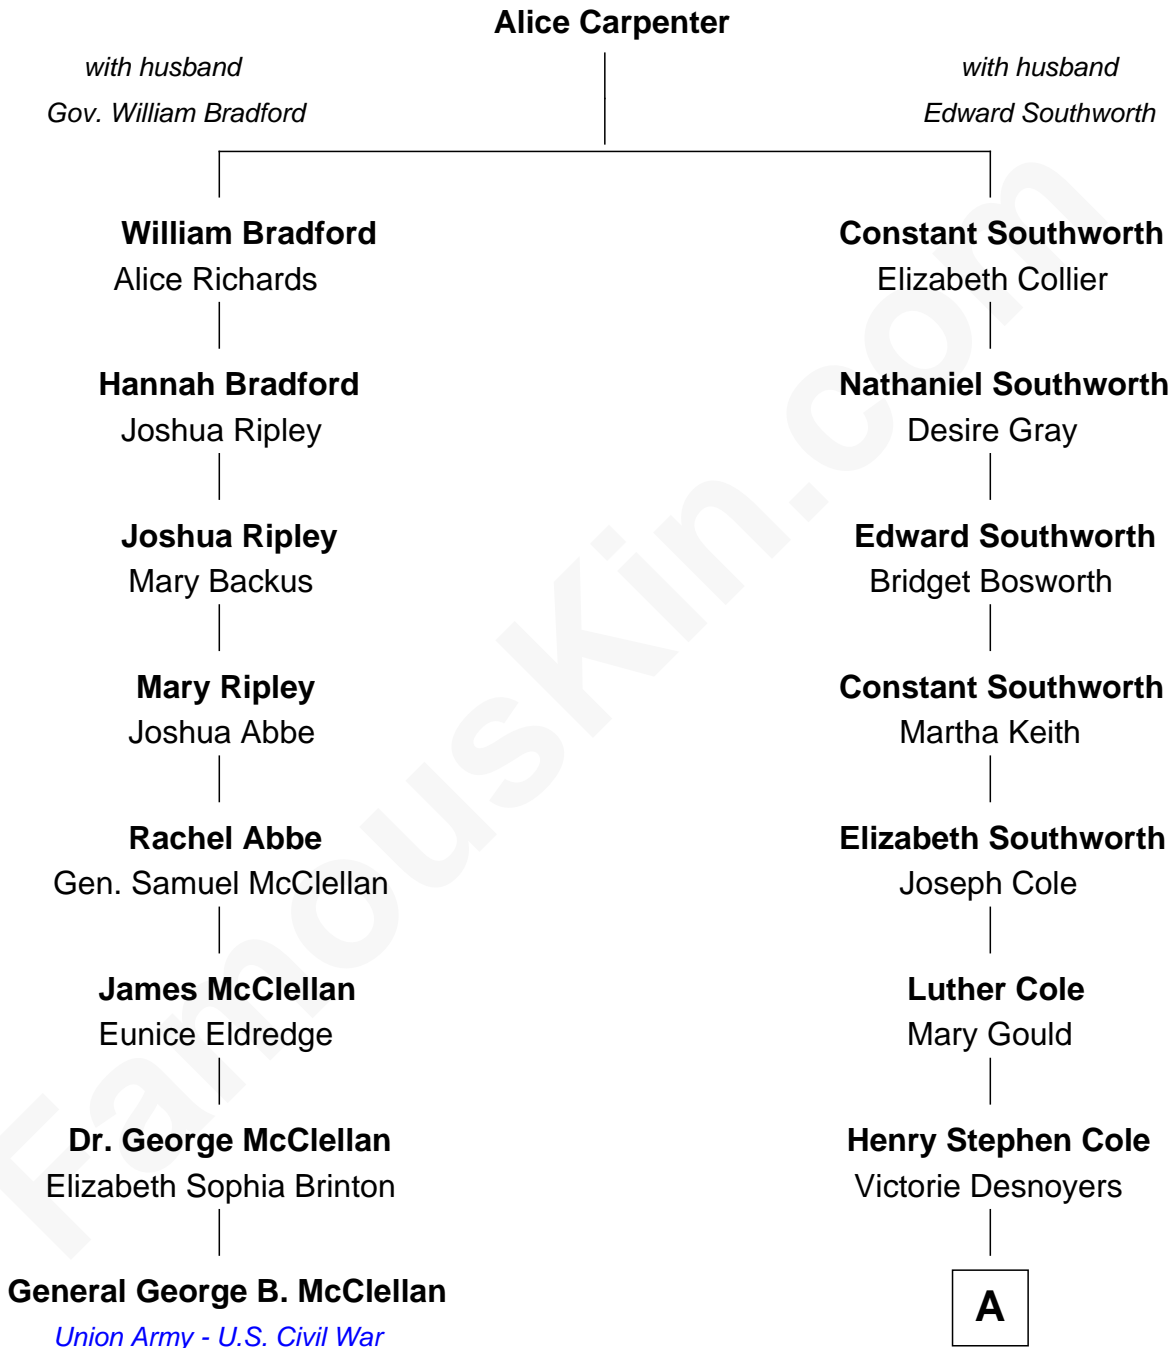 Alice Carpenter
with husband
Gov. William Bradford
with husband
Edward Southworth
William Bradford
Alice Richards
Constant Southworth
Elizabeth Collier
Hannah Bradford
Joshua Ripley
Nathaniel Southworth
Desire Gray
Joshua Ripley
Mary Backus
Edward Southworth
Bridget Bosworth
Mary Ripley
Joshua Abbe
Constant Southworth
Martha Keith
Rachel Abbe
Gen. Samuel McClellan
Elizabeth Southworth
Joseph Cole
James McClellan
Eunice Eldredge
Luther Cole
Mary Gould
Dr. George McClellan
Elizabeth Sophia Brinton
Henry Stephen Cole
Victorie Desnoyers
General George B. McClellan
Union Army - U.S. Civil War
A
FamousKin.com